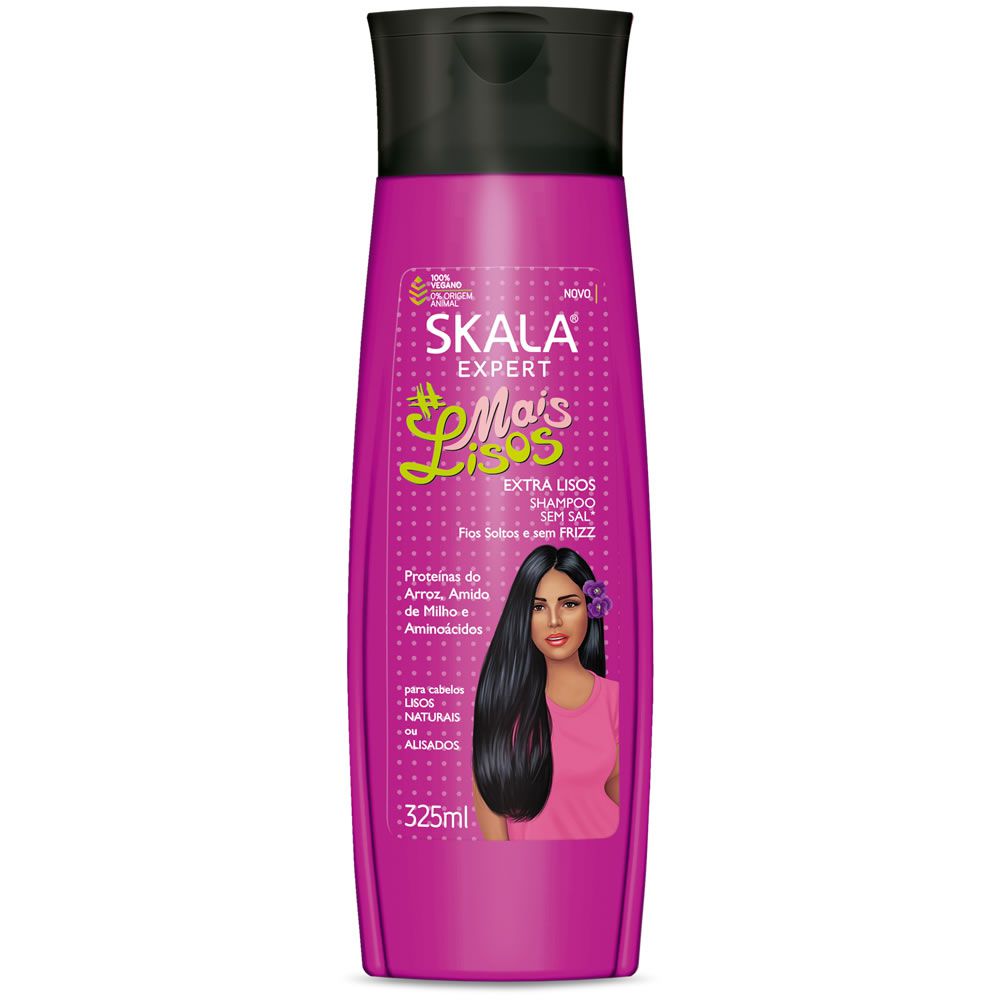 100%
VEGANO
0% ORIGEM
ANIMAL
NOVO
SKALA®
EXPERT
#Mais
Lisos
EXTRA LISOS
SHAMPOO
SEM SAL*
Fios Soltos e sem FRIZZ
Proteínas do
Arroz, Amido
de Milho e
Aminoácidos
para cabelos
LISOS
NATURAIS
ou
ALISADOS
325ml